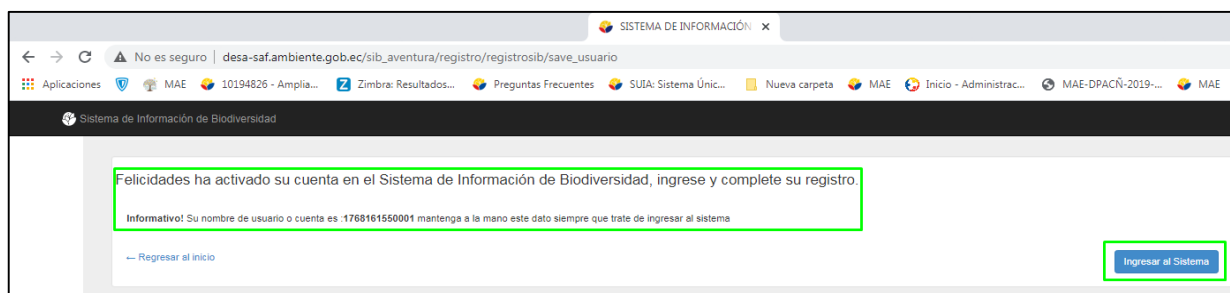 SISTEMA DE INFORMACIÓN
No es seguro | desa-saf.ambiente.gob.ec/sib_aventura/registro/registrosib/save_usuario
Aplicaciones MAE 10194826 - Amplia... Zimbra: Resultados... Preguntas Frecuentes SUIA: Sistema Únic... Nueva carpeta MAE Inicio - Administrac... MAE-DPACÑ-2019-... MAE
Sistema de Información de Biodiversidad
Felicidades ha activado su cuenta en el Sistema de Información de Biodiversidad, ingrese y complete su registro.
Informativo! Su nombre de usuario o cuenta es :1768161550001 mantenga a la mano este dato siempre que trate de ingresar al sistema
← Regresar al inicio
Ingresar al Sistema